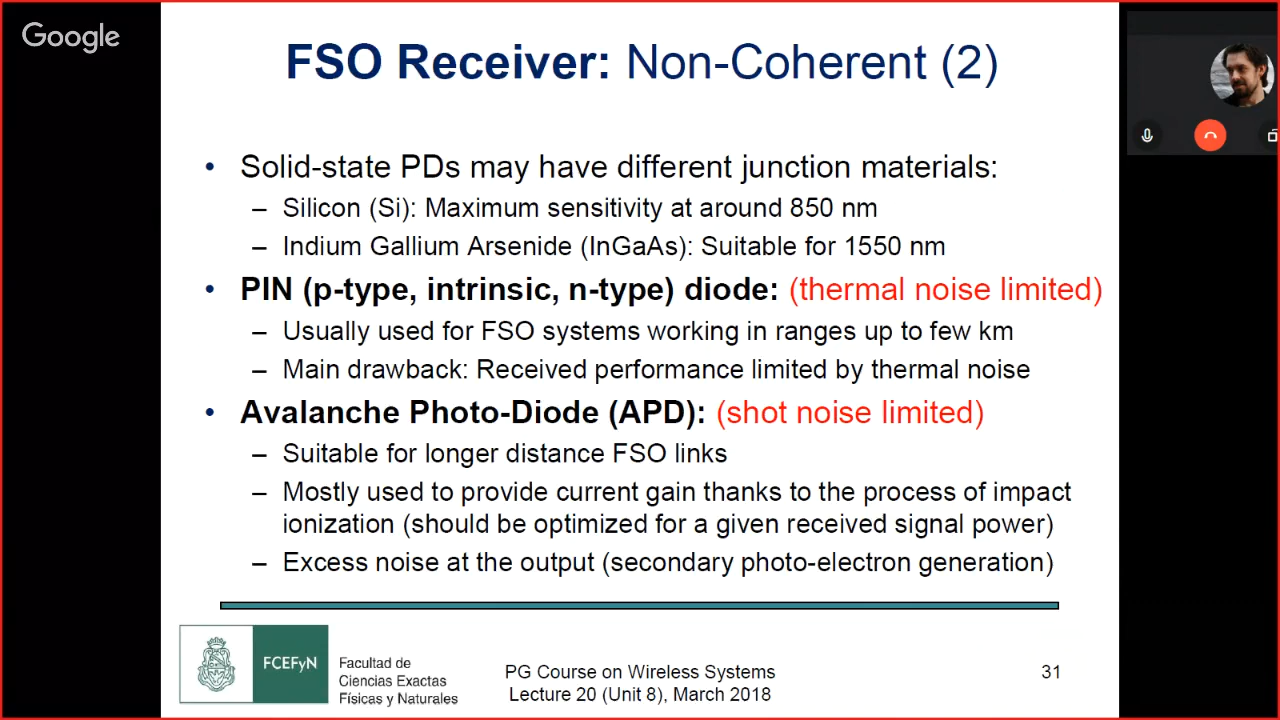 Google
FSO Receiver: Non-Coherent (2)
• Solid-state PDs may have different junction materials:
– Silicon (Si): Maximum sensitivity at around 850 nm
– Indium Gallium Arsenide (InGaAs): Suitable for 1550 nm
• PIN (p-type, intrinsic, n-type) diode: (thermal noise limited)
– Usually used for FSO systems working in ranges up to few km
– Main drawback: Received performance limited by thermal noise
• Avalanche Photo-Diode (APD): (shot noise limited)
– Suitable for longer distance FSO links
– Mostly used to provide current gain thanks to the process of impact
ionization (should be optimized for a given received signal power)
– Excess noise at the output (secondary photo-electron generation)
FCEFyN
Facultad de
Ciencias Exactas
Físicas y Naturales
PG Course on Wireless Systems
Lecture 20 (Unit 8), March 2018
31